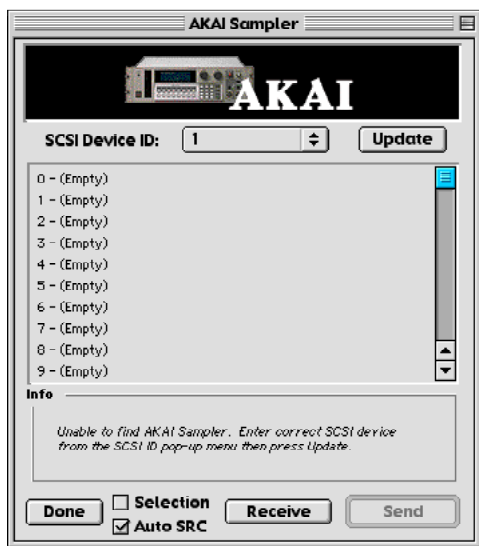 AKAI Sampler
AKAI
SCSI Device ID: 1 Update
0 - (Empty)
1 - (Empty)
2 - (Empty)
3 - (Empty)
4 - (Empty)
5 - (Empty)
6 - (Empty)
7 - (Empty)
8 - (Empty)
9 - (Empty)
Info
Unable to find AKAI Sampler. Enter correct SCSI device
from the SCSI ID pop-up menu then press Update.
Done Selection Receive Send
Auto SRC